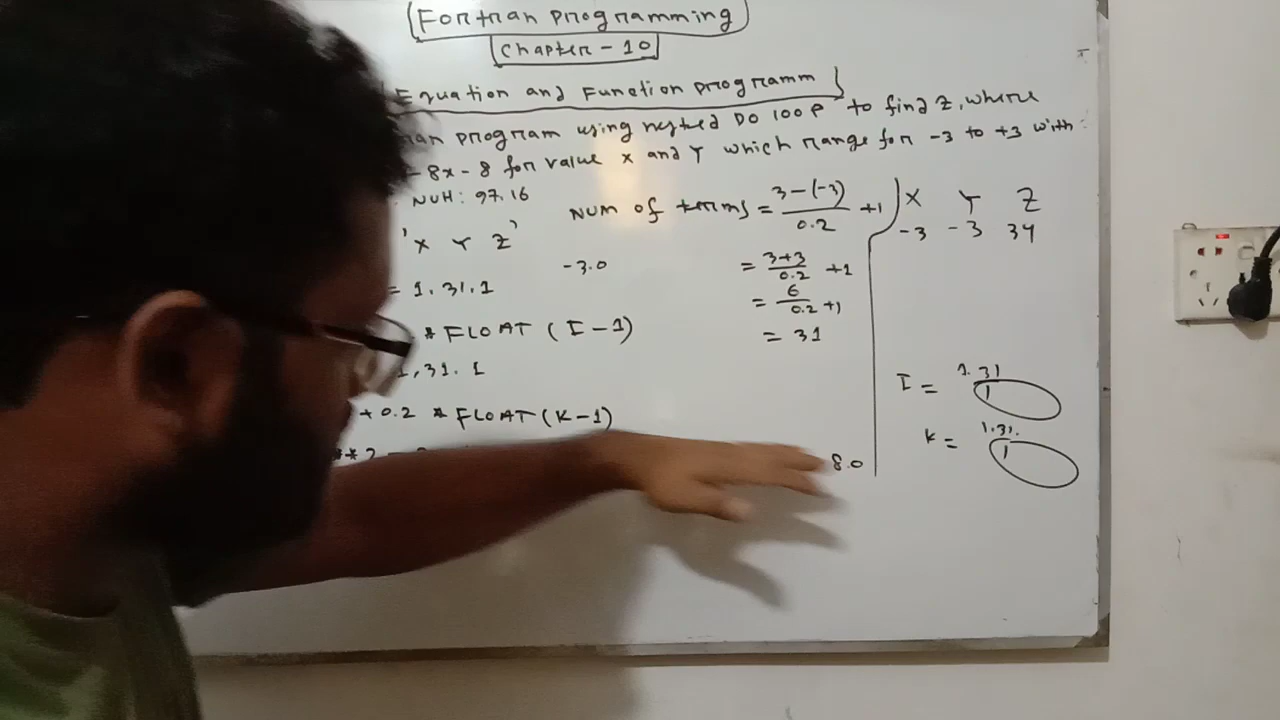 Fortran programming
Chapter - 10
Equation and Function programm
program using nested DO loop to find Z, where
- 8x - 8 for value x and Y which range for -3 to +3 with
NUH: 97.16
Num of terms = 3-(-3) / 0.2 + 1
X Y Z
-3 -3 34
'X Y Z'
-3.0
= 3+3 / 0.2 + 1
= 1, 31, 1
= 6 / 0.2 + 1
* FLOAT (I - 1)
= 31
1, 31, 1
I = 1, 31
1
+ 0.2 * FLOAT (K - 1)
K = 1, 31,
1
**2
8.0